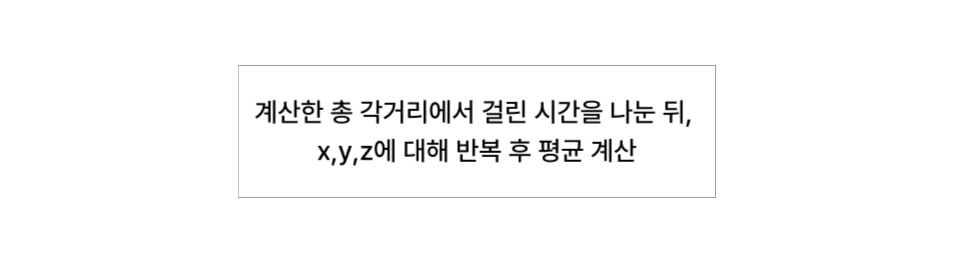 계산한 총 각거리에서 걸린 시간을 나눈 뒤,
x,y,z에 대해 반복 후 평균 계산